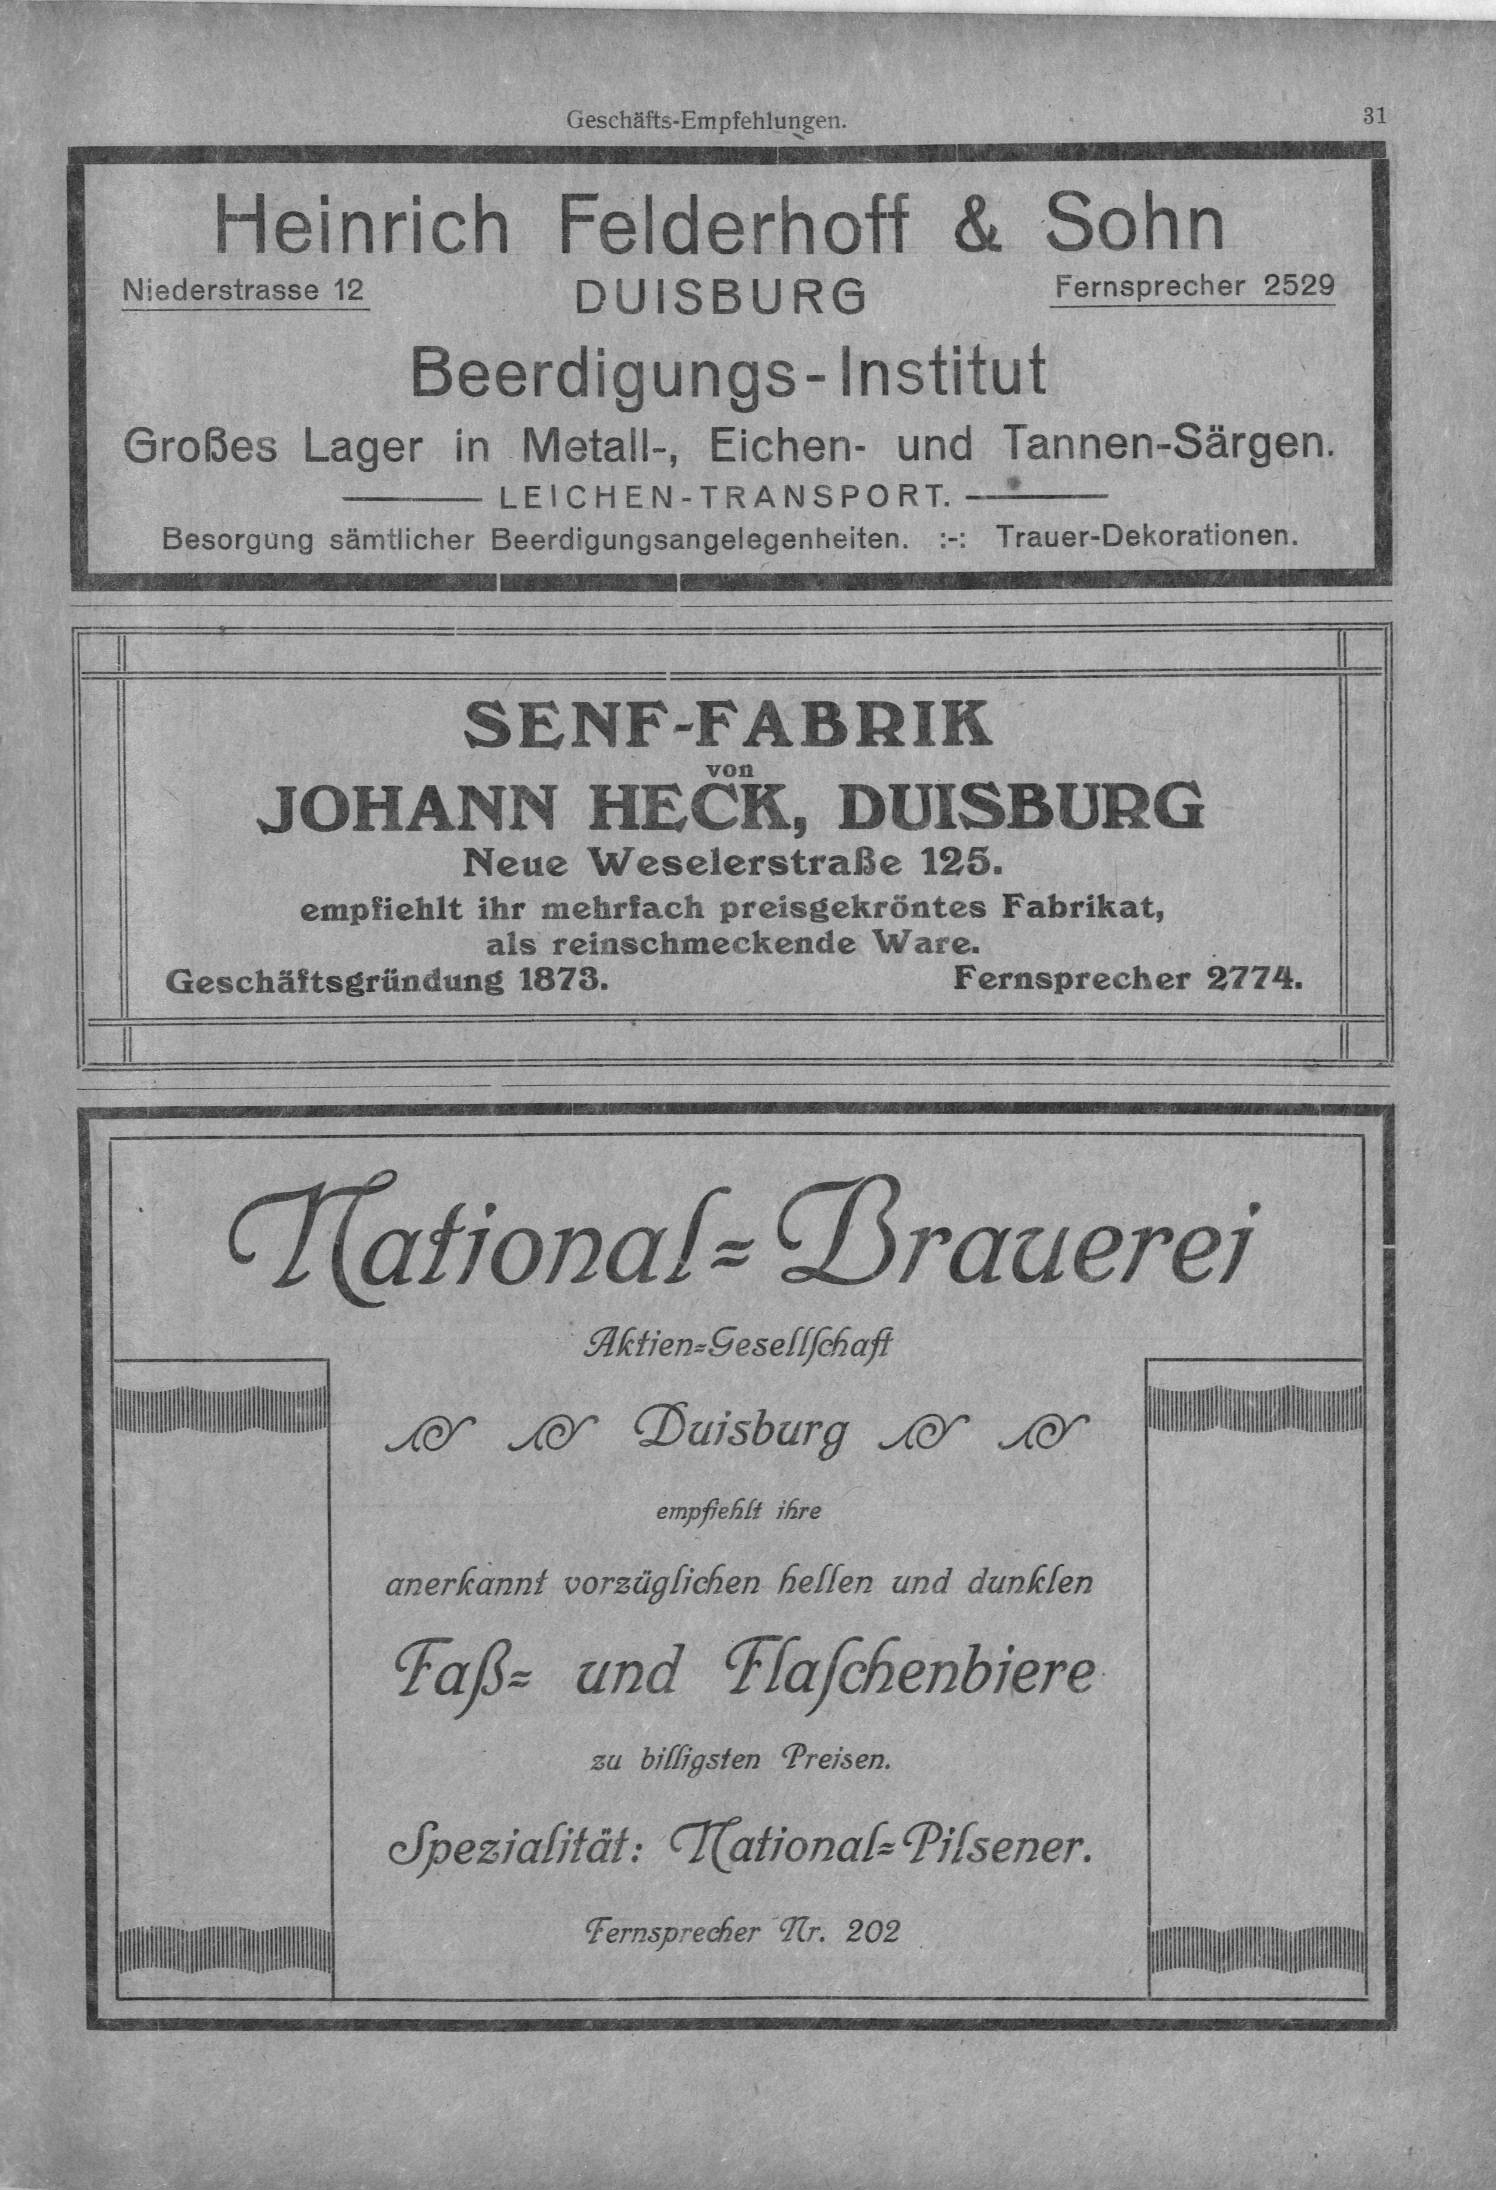 Geschäfts-Empfehlungen. 31
Heinrich Felderhoff & Sohn
Niederstrasse 12 DUISBURG Fernsprecher 2529
Beerdigungs-Institut
Großes Lager in Metall-, Eichen- und Tannen-Särgen.
LEICHEN-TRANSPORT.
Besorgung sämtlicher Beerdigungsangelegenheiten. :-: Trauer-Dekorationen.
SENF-FABRIK
von
JOHANN HECK, DUISBURG
Neue Weselerstraße 125.
empfiehlt ihr mehrfach preisgekröntes Fabrikat,
als reinschmeckende Ware.
Geschäftsgründung 1873. Fernsprecher 2774.
National=Brauerei
Aktien=Geſellſchaft
Duisburg
empfiehlt ihre
anerkannt vorzüglichen hellen und dunklen
Faß= und Flaſchenbiere
zu billigsten Preisen.
Spezialität: National=Pilsener.
Fernsprecher Nr. 202